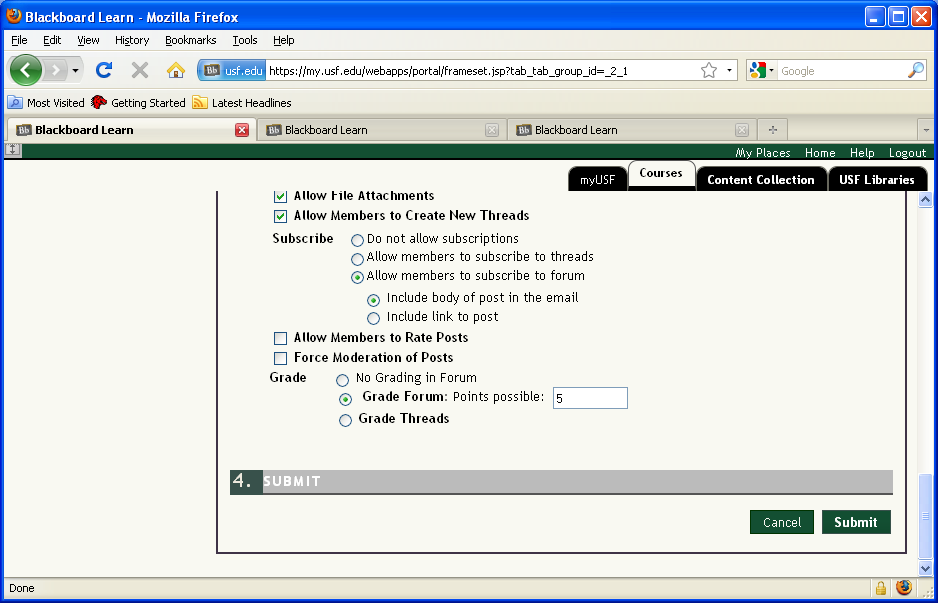 Blackboard Learn - Mozilla Firefox
File Edit View History Bookmarks Tools Help
Bb usf.edu https://my.usf.edu/webapps/portal/frameset.jsp?tab_tab_group_id=_2_1 Google
Most Visited Getting Started Latest Headlines
Bb Blackboard Learn Bb Blackboard Learn Bb Blackboard Learn
My Places Home Help Logout
myUSF Courses Content Collection USF Libraries
Allow File Attachments
Allow Members to Create New Threads
Subscribe Do not allow subscriptions
Allow members to subscribe to threads
Allow members to subscribe to forum
Include body of post in the email
Include link to post
Allow Members to Rate Posts
Force Moderation of Posts
Grade No Grading in Forum
Grade Forum: Points possible: 5
Grade Threads
4. SUBMIT
Cancel Submit
Done